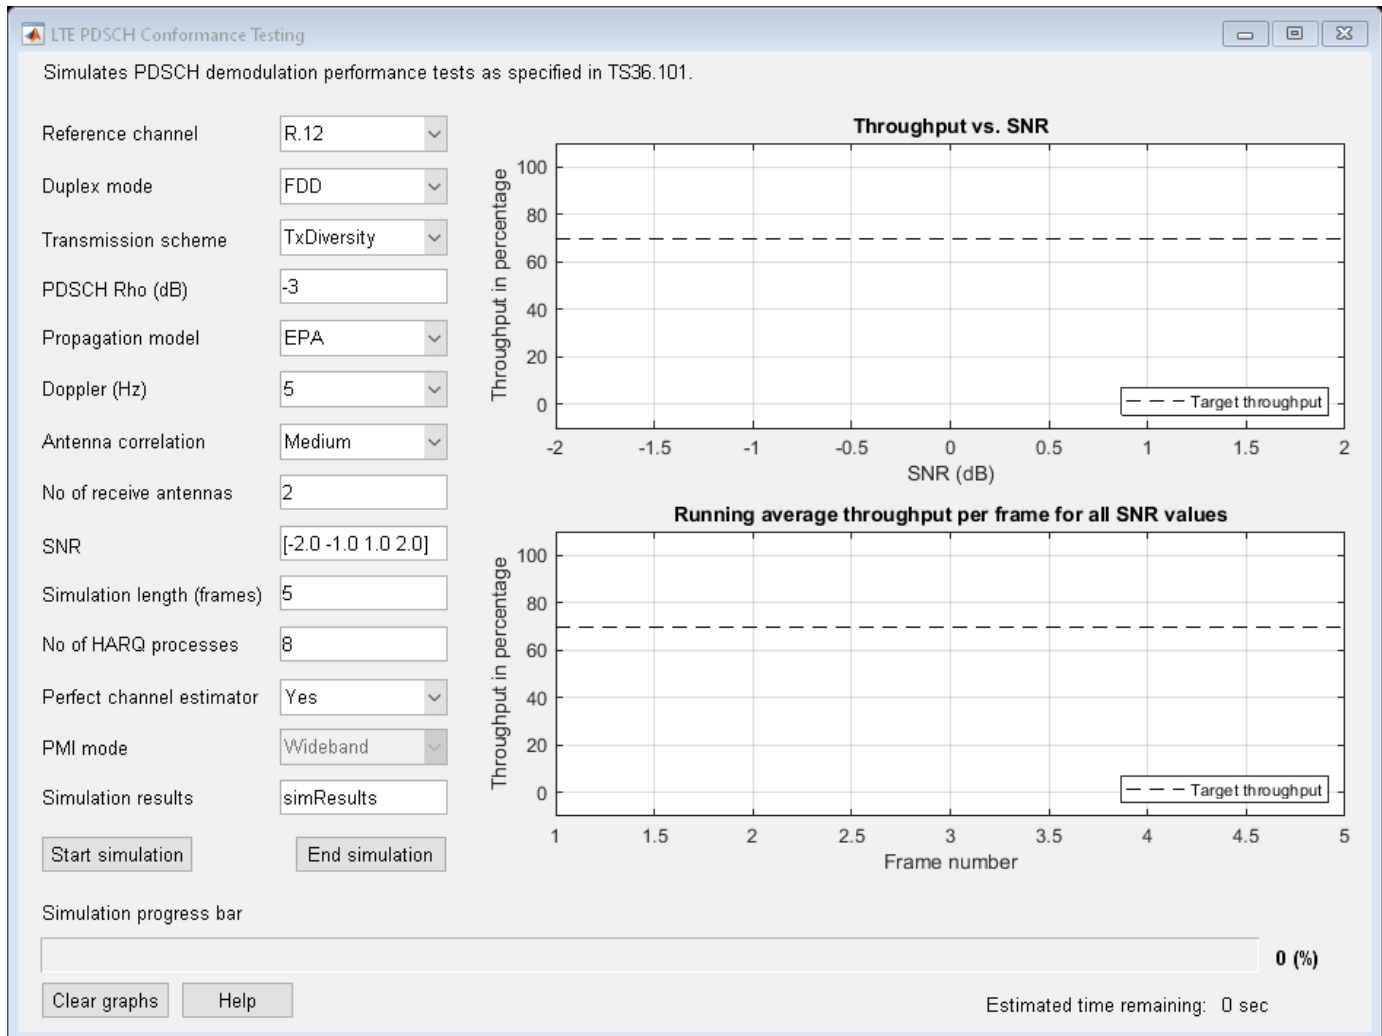 LTE PDSCH Conformance Testing
Simulates PDSCH demodulation performance tests as specified in TS36.101.
Reference channel R.12
Duplex mode FDD
Transmission scheme TxDiversity
PDSCH Rho (dB) -3
Propagation model EPA
Doppler (Hz) 5
Antenna correlation Medium
No of receive antennas 2
SNR [-2.0 -1.0 1.0 2.0]
Simulation length (frames) 5
No of HARQ processes 8
Perfect channel estimator Yes
PMI mode Wideband
Simulation results simResults
Start simulation End simulation
Throughput vs. SNR
Throughput in percentage
100
80
60
40
20
0
Target throughput
-2 -1.5 -1 -0.5 0 0.5 1 1.5 2
SNR (dB)
Running average throughput per frame for all SNR values
Throughput in percentage
100
80
60
40
20
0
Target throughput
1 1.5 2 2.5 3 3.5 4 4.5 5
Frame number
Simulation progress bar
0 (%)
Clear graphs Help
Estimated time remaining: 0 sec